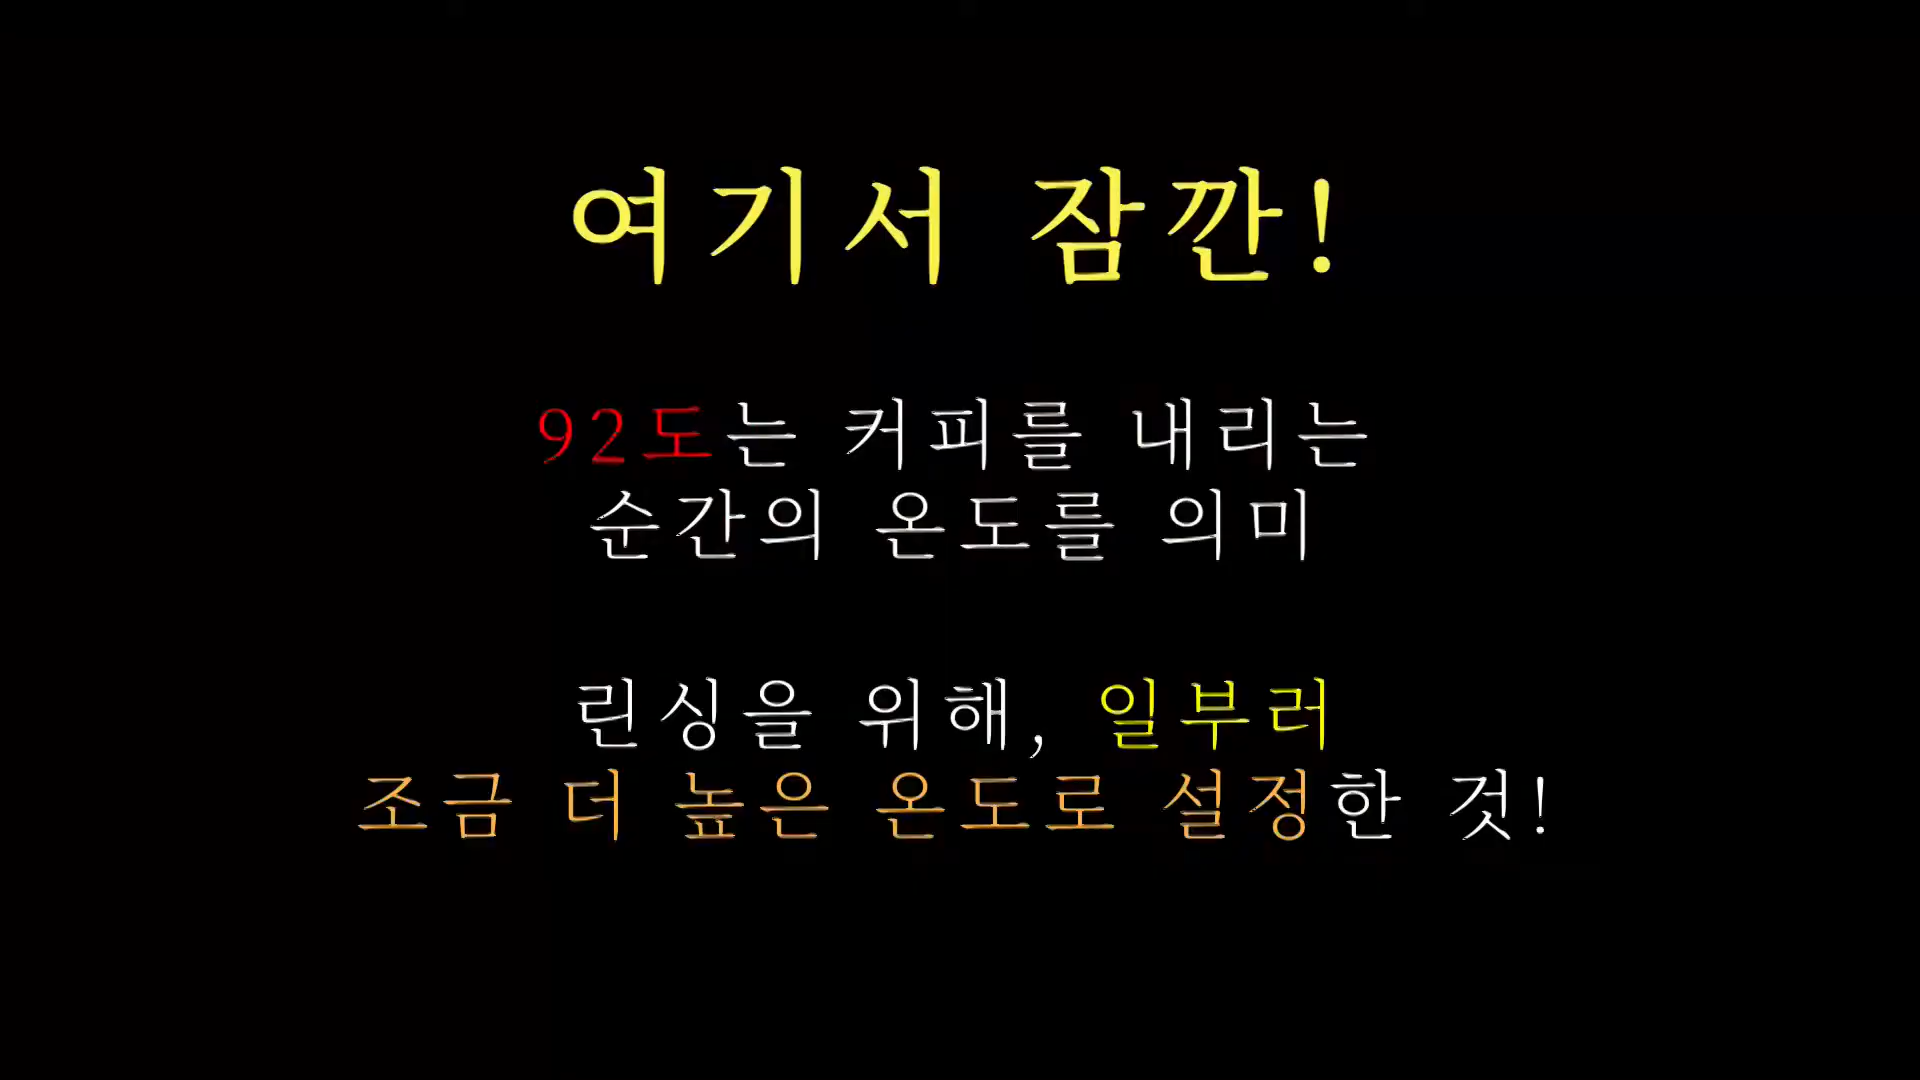 여기서 잠깐!
92도는 커피를 내리는
순간의 온도를 의미
린싱을 위해, 일부러
조금 더 높은 온도로 설정한 것!